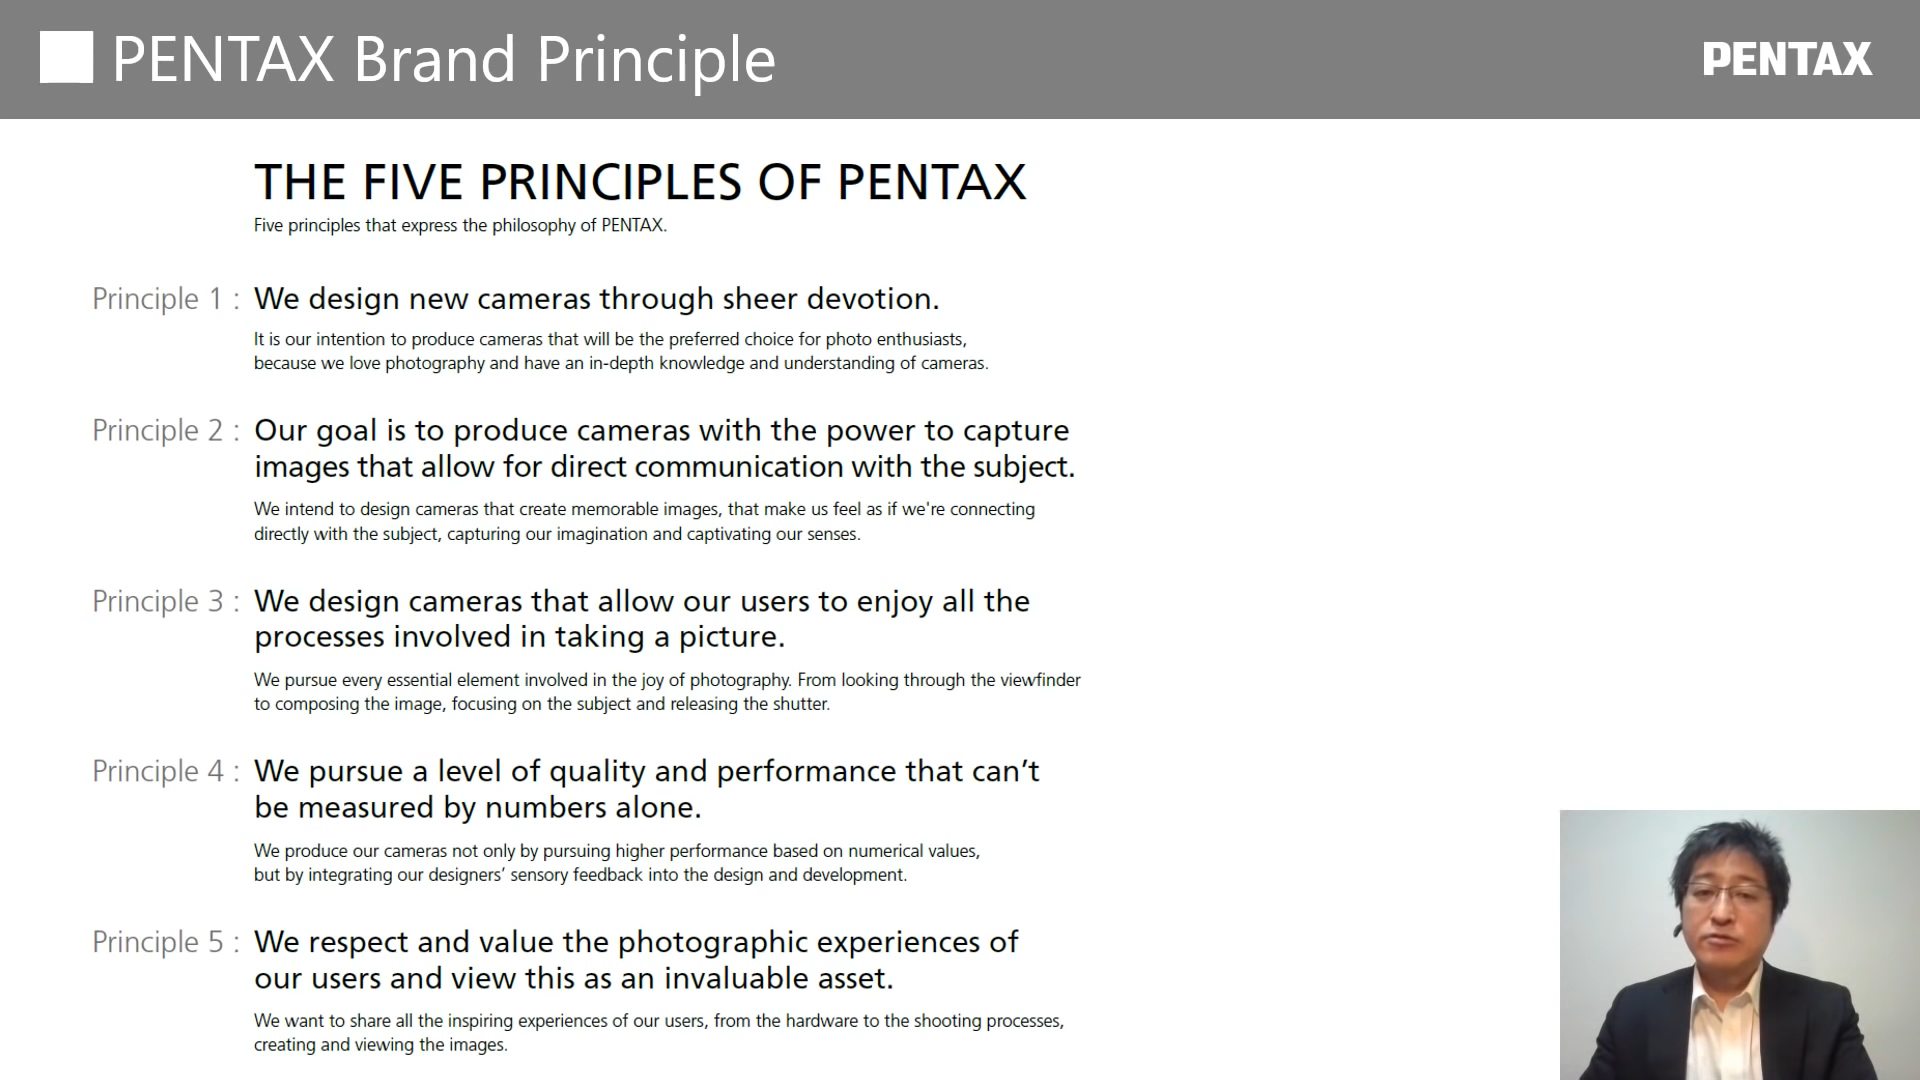 PENTAX Brand Principle
PENTAX
THE FIVE PRINCIPLES OF PENTAX
Five principles that express the philosophy of PENTAX.
Principle 1 : We design new cameras through sheer devotion.
It is our intention to produce cameras that will be the preferred choice for photo enthusiasts,
because we love photography and have an in-depth knowledge and understanding of cameras.
Principle 2 : Our goal is to produce cameras with the power to capture
images that allow for direct communication with the subject.
We intend to design cameras that create memorable images, that make us feel as if we're connecting
directly with the subject, capturing our imagination and captivating our senses.
Principle 3 : We design cameras that allow our users to enjoy all the
processes involved in taking a picture.
We pursue every essential element involved in the joy of photography. From looking through the viewfinder
to composing the image, focusing on the subject and releasing the shutter.
Principle 4 : We pursue a level of quality and performance that can’t
be measured by numbers alone.
We produce our cameras not only by pursuing higher performance based on numerical values,
but by integrating our designers’ sensory feedback into the design and development.
Principle 5 : We respect and value the photographic experiences of
our users and view this as an invaluable asset.
We want to share all the inspiring experiences of our users, from the hardware to the shooting processes,
creating and viewing the images.